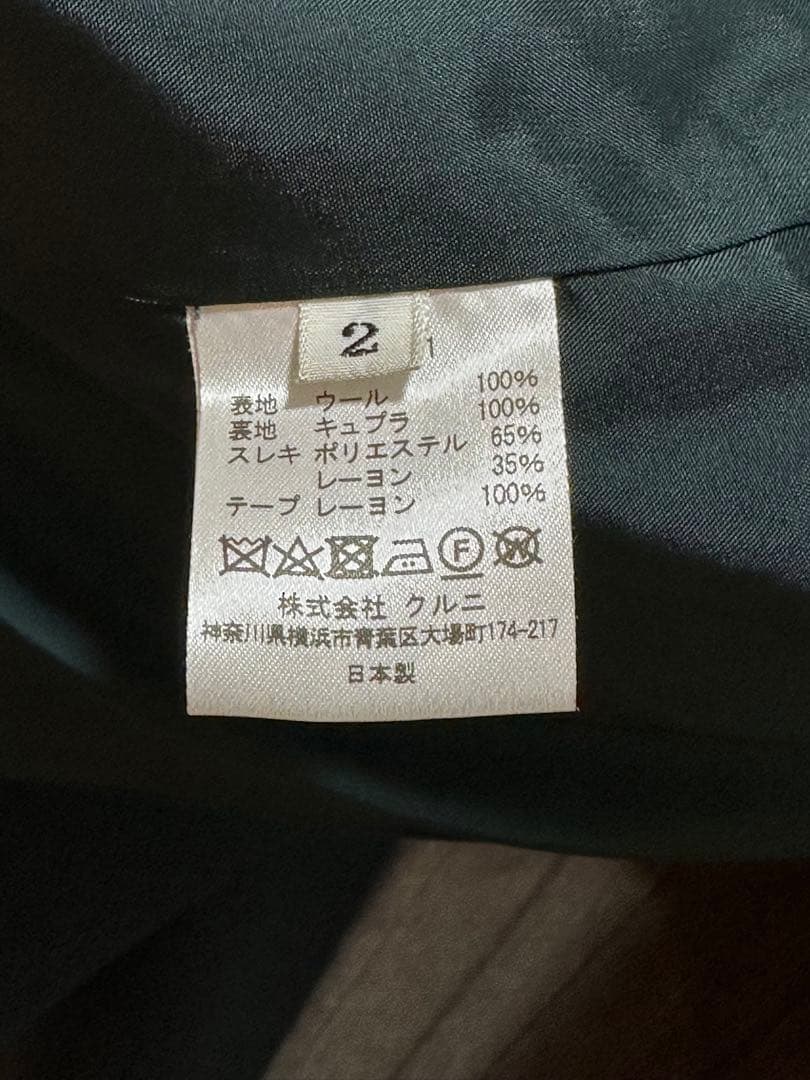 2
1
表地 ウール 100%
裏地 キュプラ 100%
スレキ ポリエステル 65%
レーヨン 35%
テープ レーヨン 100%
F W
株式会社 クルニ
神奈川県横浜市青葉区大場町174-217
日本製